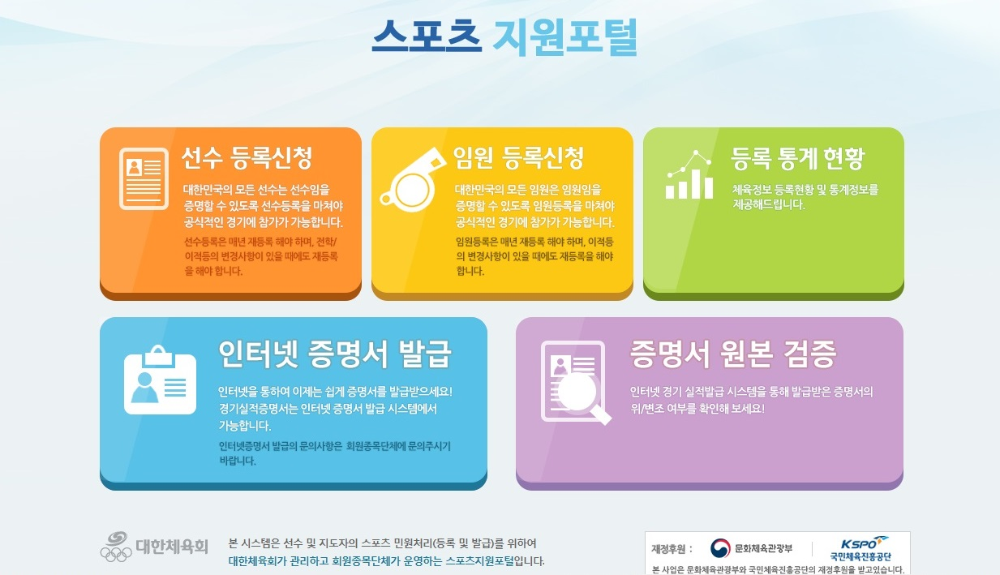 스포츠 지원포털
선수 등록신청
대한민국의 모든 선수는 선수임을
증명할 수 있도록 선수등록을 마쳐야
공식적인 경기에 참가가 가능합니다.
선수등록은 매년 재등록 해야 하며, 전학/
이적등의 변경사항이 있을 때에도 재등록
을 해야 합니다.
임원 등록신청
대한민국의 모든 임원은 임원임을
증명할 수 있도록 임원등록을 마쳐야
공식적인 경기에 참가가 가능합니다.
임원등록은 매년 재등록 해야 하며, 이적등
의 변경사항이 있을 때에도 재등록을 해야
합니다.
등록 통계 현황
체육정보 등록현황 및 통계정보를
제공해드립니다.
인터넷 증명서 발급
인터넷을 통하여 이제는 쉽게 증명서를 발급받으세요!
경기실적증명서는 인터넷 증명서 발급 시스템에서
가능합니다.
인터넷증명서 발급의 문의사항은 회원종목단체에 문의주시기
바랍니다.
증명서 원본 검증
인터넷 경기 실적발급 시스템을 통해 발급받은 증명서의
위/변조 여부를 확인해 보세요!
대한체육회
본 시스템은 선수 및 지도자의 스포츠 민원처리(등록 및 발급)를 위하여
대한체육회가 관리하고 회원종목단체가 운영하는 스포츠지원포털입니다.
재정후원 : 문화체육관광부 KSPO 국민체육진흥공단
본 사업은 문화체육관광부와 국민체육진흥공단의 재정후원을 받고있습니다.